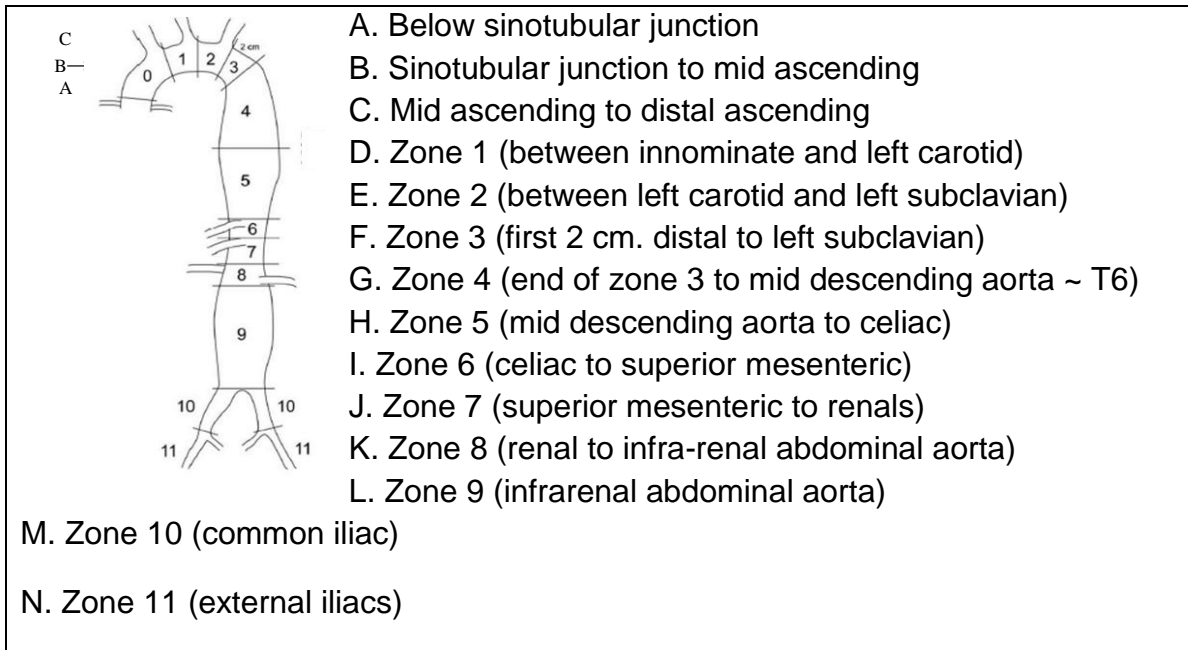 C
B
A
0
1
2
2 cm
3
4
5
6
7
8
9
10
10
11
11
A. Below sinotubular junction
B. Sinotubular junction to mid ascending
C. Mid ascending to distal ascending
D. Zone 1 (between innominate and left carotid)
E. Zone 2 (between left carotid and left subclavian)
F. Zone 3 (first 2 cm. distal to left subclavian)
G. Zone 4 (end of zone 3 to mid descending aorta ~ T6)
H. Zone 5 (mid descending aorta to celiac)
I. Zone 6 (celiac to superior mesenteric)
J. Zone 7 (superior mesenteric to renals)
K. Zone 8 (renal to infra-renal abdominal aorta)
L. Zone 9 (infrarenal abdominal aorta)
M. Zone 10 (common iliac)
N. Zone 11 (external iliacs)